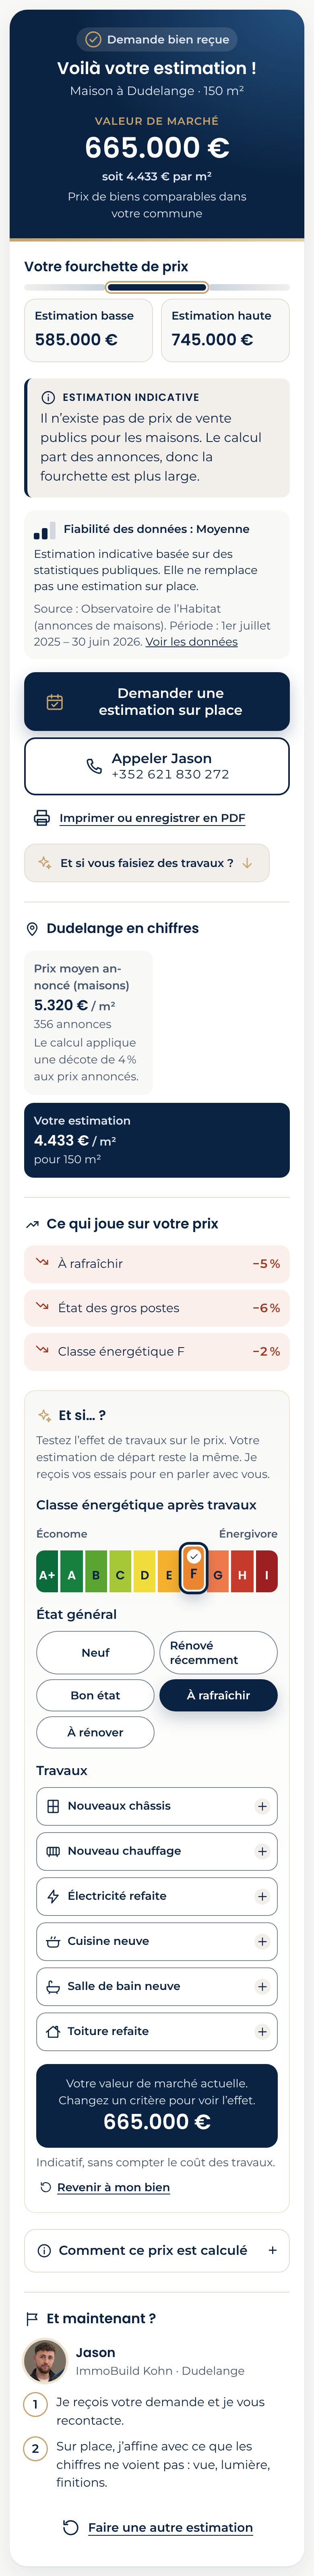 Demande bien reçue
Voilà votre estimation !
Maison à Dudelange · 150 m²
VALEUR DE MARCHÉ
665.000 €
soit 4.433 € par m²
Prix de biens comparables dans
votre commune
Votre fourchette de prix
Estimation basse
585.000 €
Estimation haute
745.000 €
ESTIMATION INDICATIVE
Il n’existe pas de prix de vente
publics pour les maisons. Le calcul
part des annonces, donc la
fourchette est plus large.
Fiabilité des données : Moyenne
Estimation indicative basée sur des
statistiques publiques. Elle ne remplace
pas une estimation sur place.
Source : Observatoire de l’Habitat
(annonces de maisons). Période : 1er juillet
2025 – 30 juin 2026. Voir les données
Demander une
estimation sur place
Appeler Jason
+352 621 830 272
Imprimer ou enregistrer en PDF
Et si vous faisiez des travaux ? ↓
Dudelange en chiffres
Prix moyen an-
noncé (maisons)
5.320 € / m²
356 annonces
Le calcul applique
une décote de 4 %
aux prix annoncés.
Votre estimation
4.433 € / m²
pour 150 m²
Ce qui joue sur votre prix
À rafraîchir −5 %
État des gros postes −6 %
Classe énergétique F −2 %
Et si… ?
Testez l’effet de travaux sur le prix. Votre
estimation de départ reste la même. Je
reçois vos essais pour en parler avec vous.
Classe énergétique après travaux
Économe Énergivore
A+ A B C D E F G H I
État général
Neuf
Rénové
récemment
Bon état
À rafraîchir
À rénover
Travaux
Nouveaux châssis +
Nouveau chauffage +
Électricité refaite +
Cuisine neuve +
Salle de bain neuve +
Toiture refaite +
Votre valeur de marché actuelle.
Changez un critère pour voir l’effet.
665.000 €
Indicatif, sans compter le coût des travaux.
Revenir à mon bien
Comment ce prix est calculé +
Et maintenant ?
Jason
ImmoBuild Kohn · Dudelange
1 Je reçois votre demande et je vous
recontacte.
2 Sur place, j’affine avec ce que les
chiffres ne voient pas : vue, lumière,
finitions.
Faire une autre estimation